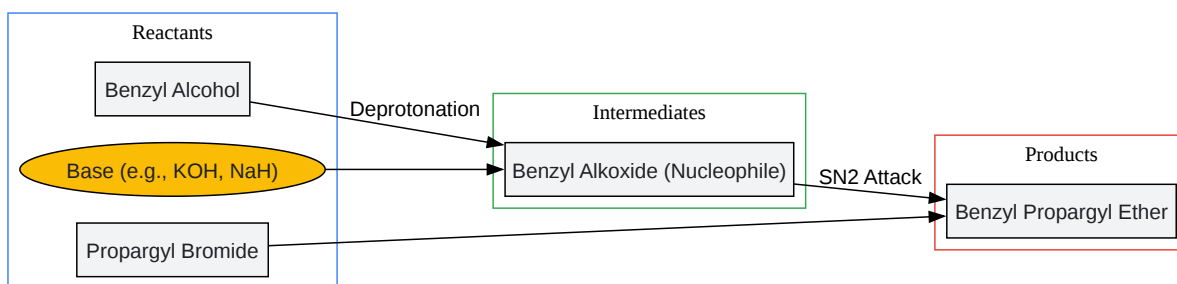 Reactants
Benzyl Alcohol
Deprotonation
Base (e.g., KOH, NaH)
Propargyl Bromide
Intermediates
Benzyl Alkoxide (Nucleophile)
SN2 Attack
Products
Benzyl Propargyl Ether